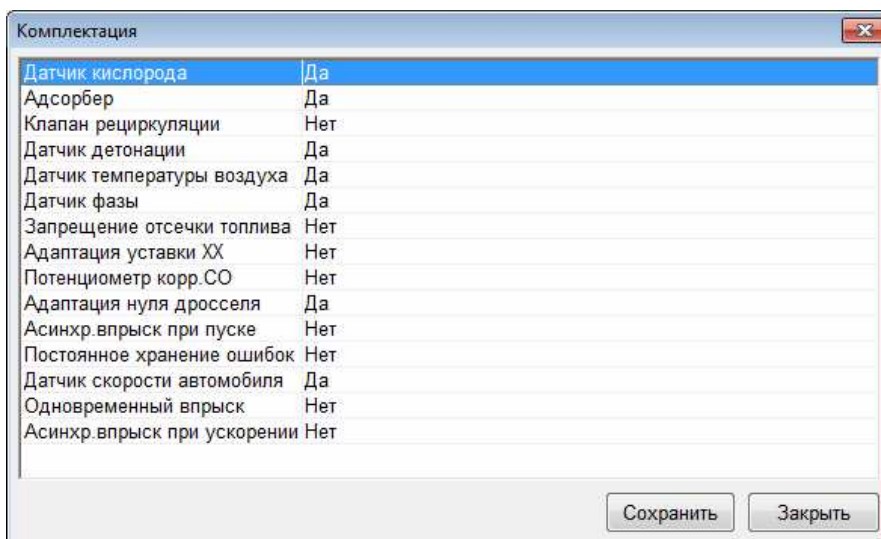 Комплектация
Датчик кислорода Да
Адсорбер Да
Клапан рециркуляции Нет
Датчик детонации Да
Датчик температуры воздуха Да
Датчик фазы Да
Запрещение отсечки топлива Нет
Адаптация уставки ХХ Нет
Потенциометр корр.СО Нет
Адаптация нуля дросселя Да
Асинхр.впрыск при пуске Нет
Постоянное хранение ошибок Нет
Датчик скорости автомобиля Да
Одновременный впрыск Нет
Асинхр.впрыск при ускорении Нет
Сохранить Закрыть